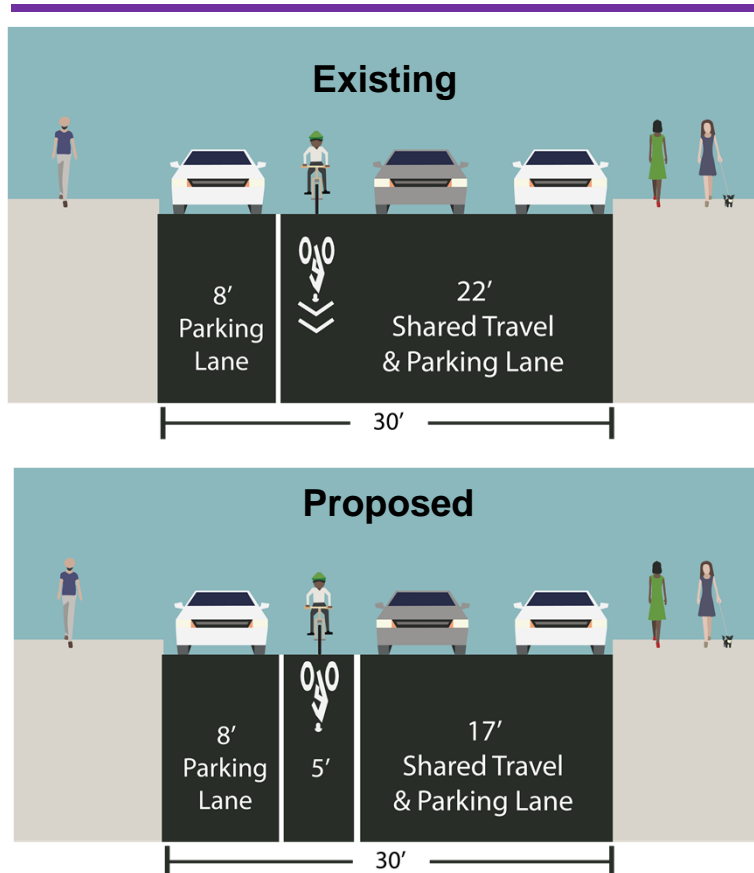 Existing
8’
Parking
Lane
22’
Shared Travel
& Parking Lane
30’
Proposed
8’
Parking
Lane
5’
17’
Shared Travel
& Parking Lane
30’